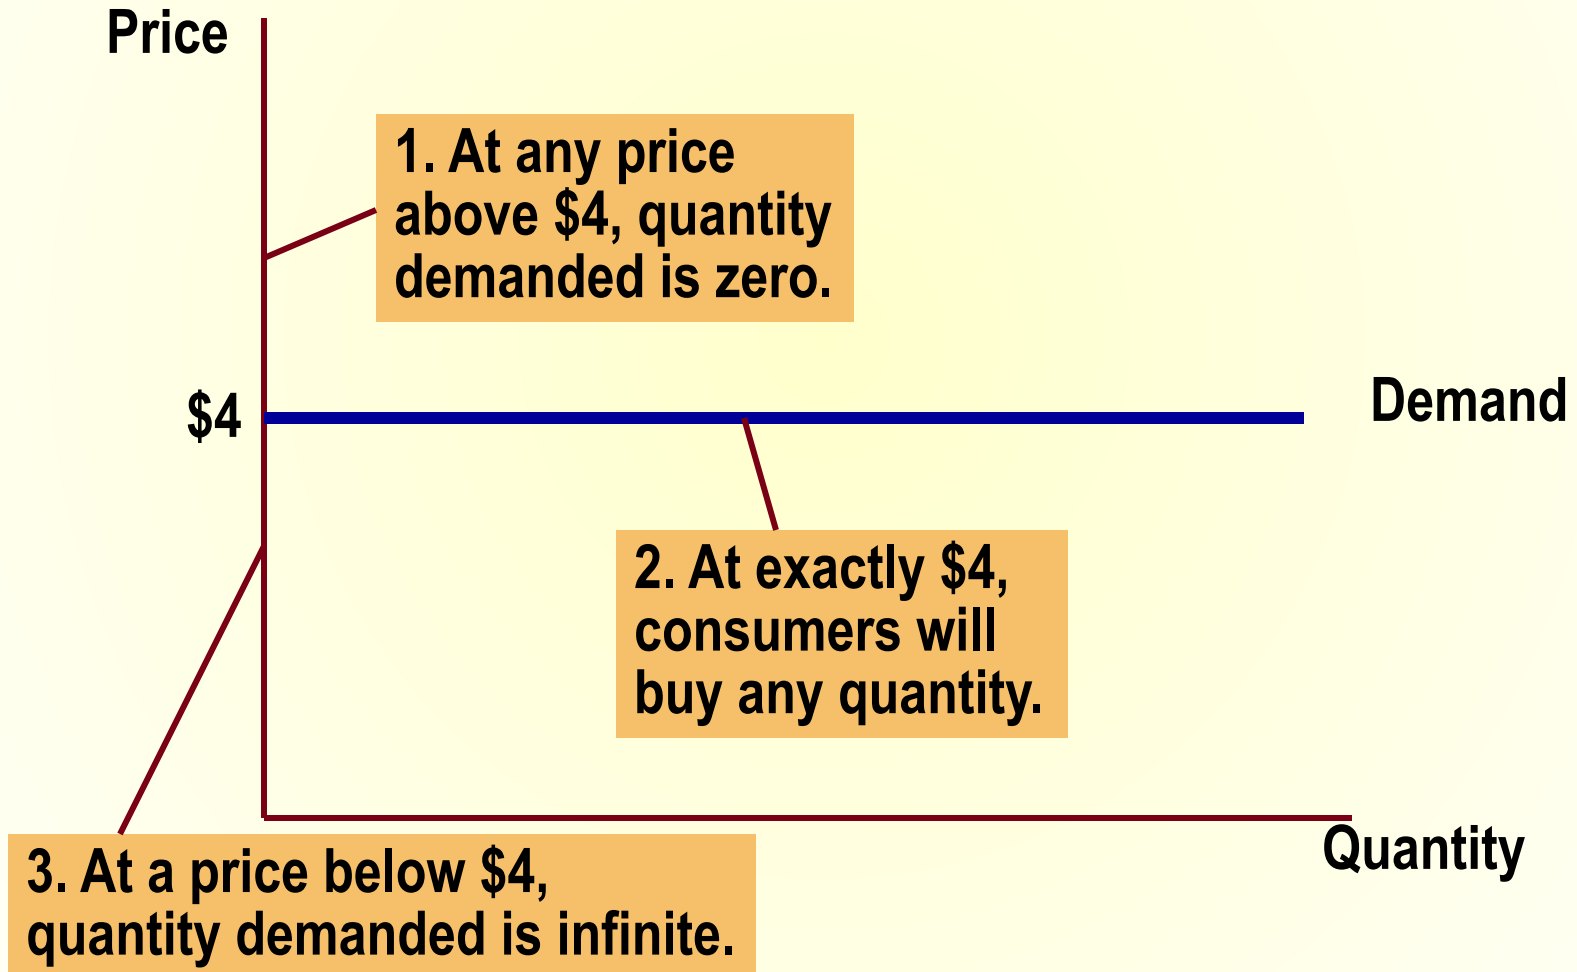 Price
1. At any price
above $4, quantity
demanded is zero.
$4
Demand
2. At exactly $4,
consumers will
buy any quantity.
Quantity
3. At a price below $4,
quantity demanded is infinite.